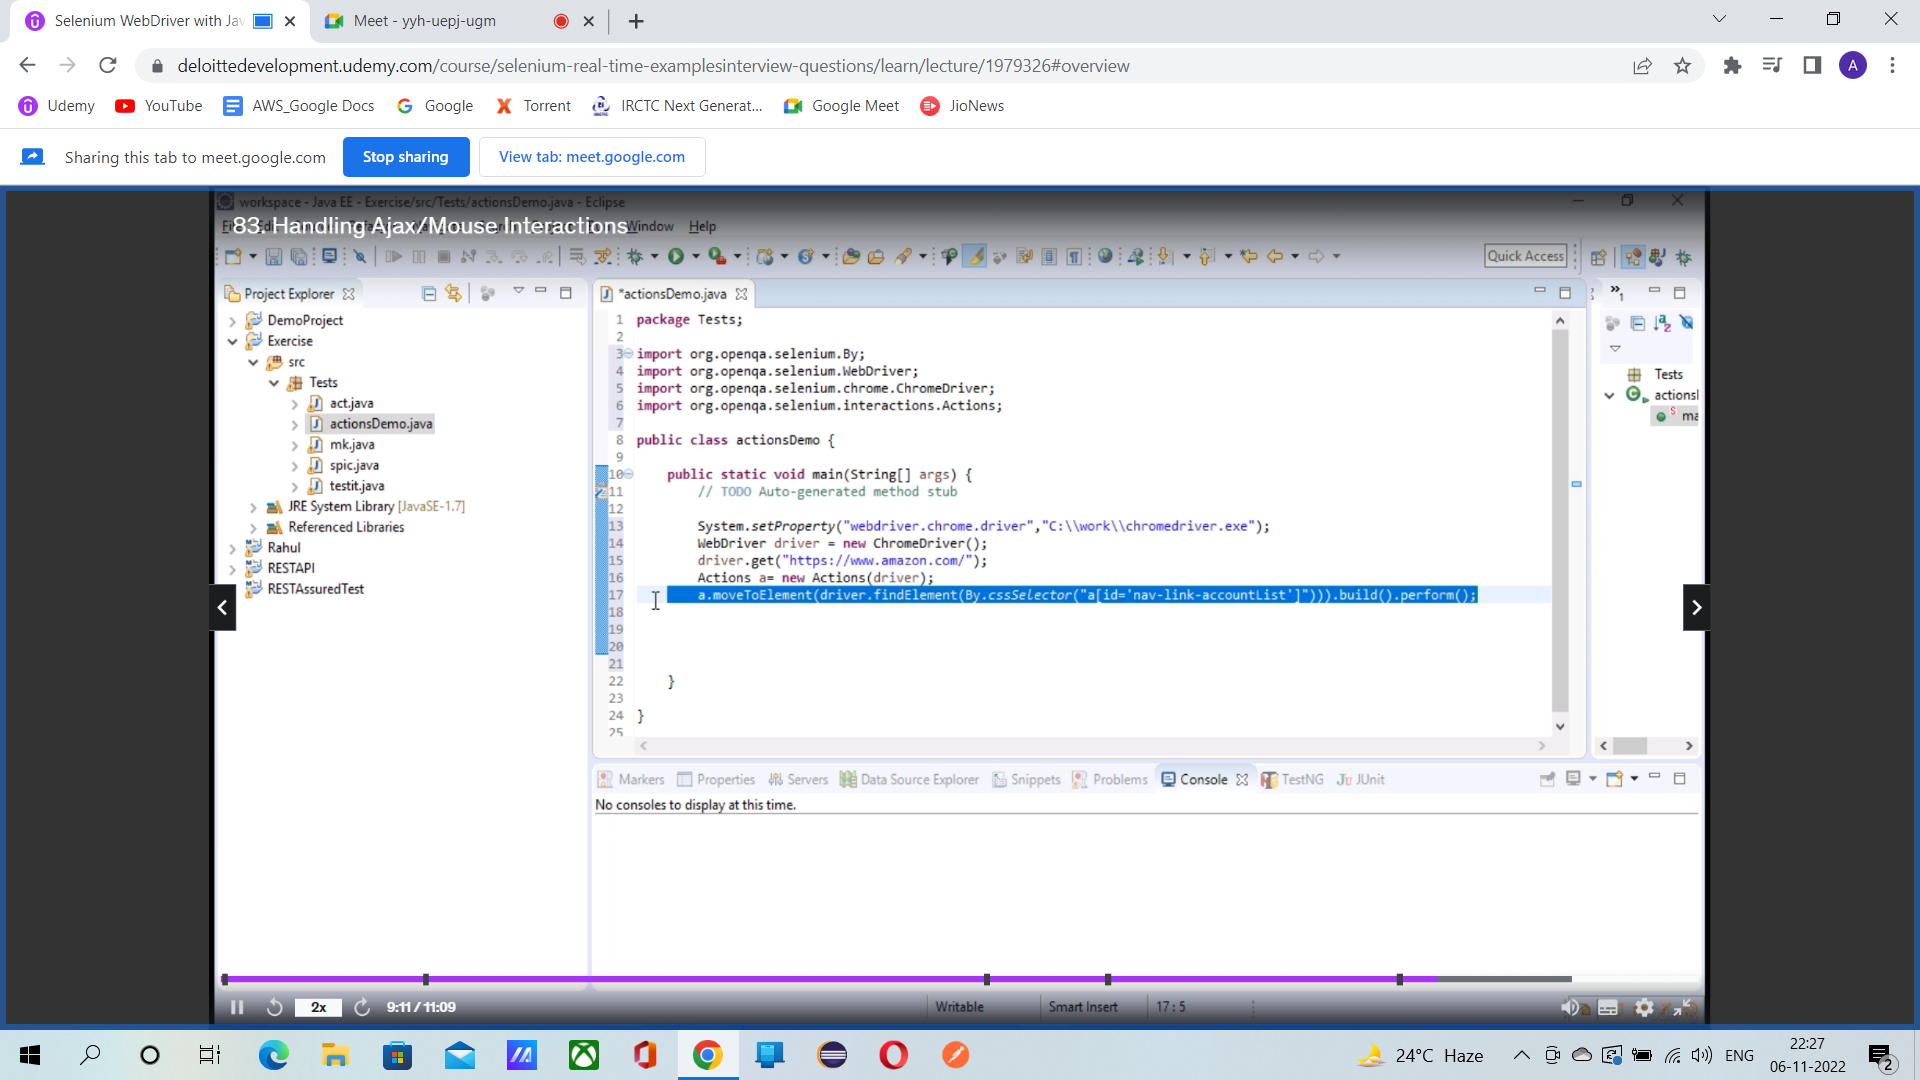 Selenium WebDriver with Jav
Meet - yyh-uepj-ugm
deloittedevelopment.udemy.com/course/selenium-real-time-examplesinterview-questions/learn/lecture/1979326#overview
A
Udemy
YouTube
AWS_Google Docs
Google
Torrent
IRCTC Next Generat...
Google Meet
JioNews
Sharing this tab to meet.google.com
Stop sharing
View tab: meet.google.com
workspace - Java EE - Exercise/src/Tests/actionsDemo.java - Eclipse
83. Handling Ajax/Mouse Interactions
Window Help
Quick Access
Project Explorer
*actionsDemo.java
DemoProject
Exercise
src
Tests
act.java
actionsDemo.java
mk.java
spic.java
testit.java
JRE System Library [JavaSE-1.7]
Referenced Libraries
Rahul
RESTAPI
RESTAssuredTest
1 package Tests;
2
3 import org.openqa.selenium.By;
4 import org.openqa.selenium.WebDriver;
5 import org.openqa.selenium.chrome.ChromeDriver;
6 import org.openqa.selenium.interactions.Actions;
7
8 public class actionsDemo {
9
10 public static void main(String[] args) {
11 // TODO Auto-generated method stub
12
13 System.setProperty("webdriver.chrome.driver","C:\\work\\chromedriver.exe");
14 WebDriver driver = new ChromeDriver();
15 driver.get("https://www.amazon.com/");
16 Actions a= new Actions(driver);
17 a.moveToElement(driver.findElement(By.cssSelector("a[id='nav-link-accountList']"))).build().perform();
18
19
20
21
22 }
23
24 }
25
Tests
actions
ma
Markers
Properties
Servers
Data Source Explorer
Snippets
Problems
Console
TestNG
JUnit
No consoles to display at this time.
2x
9:11 / 11:09
Writable
Smart Insert
17:5
24°C Haze
ENG
22:27
06-11-2022
2